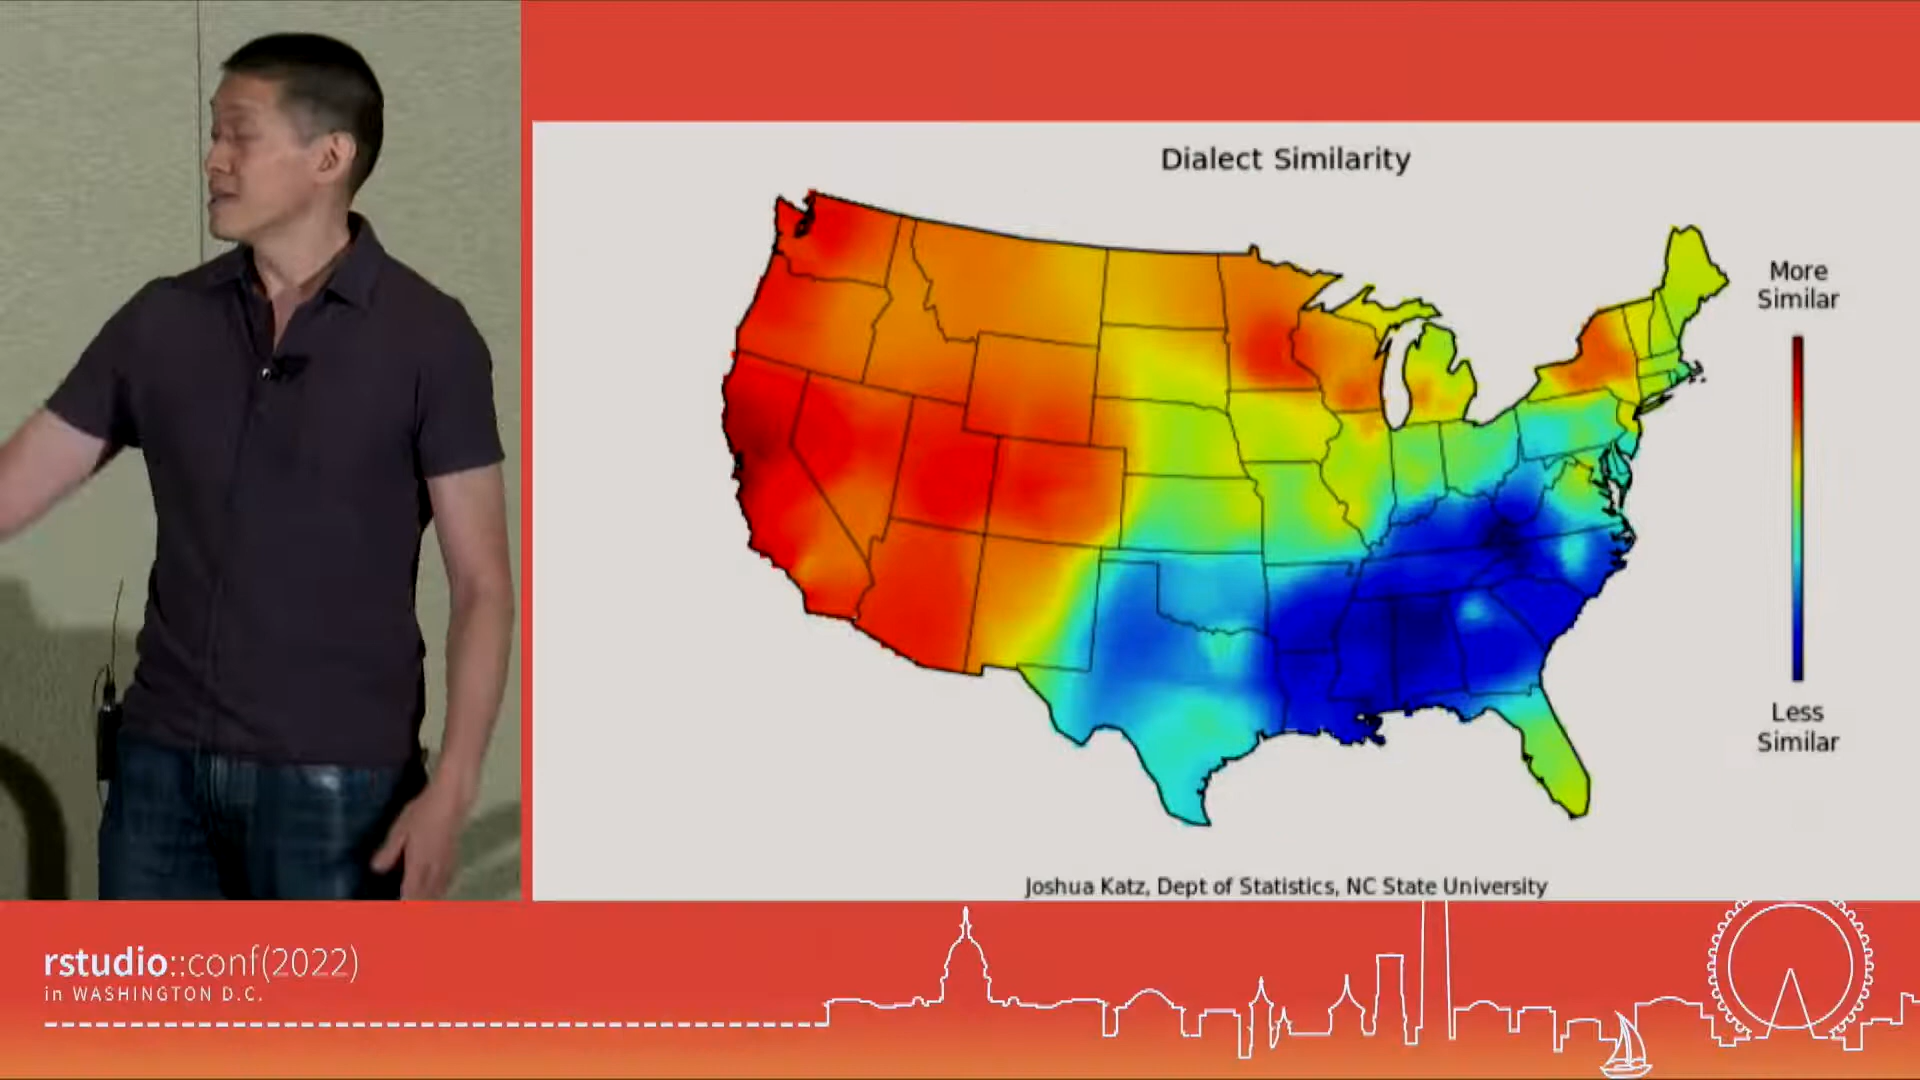 Dialect Similarity
More
Similar
Less
Similar
Joshua Katz, Dept of Statistics, NC State University
rstudio::conf(2022)
in WASHINGTON D.C.